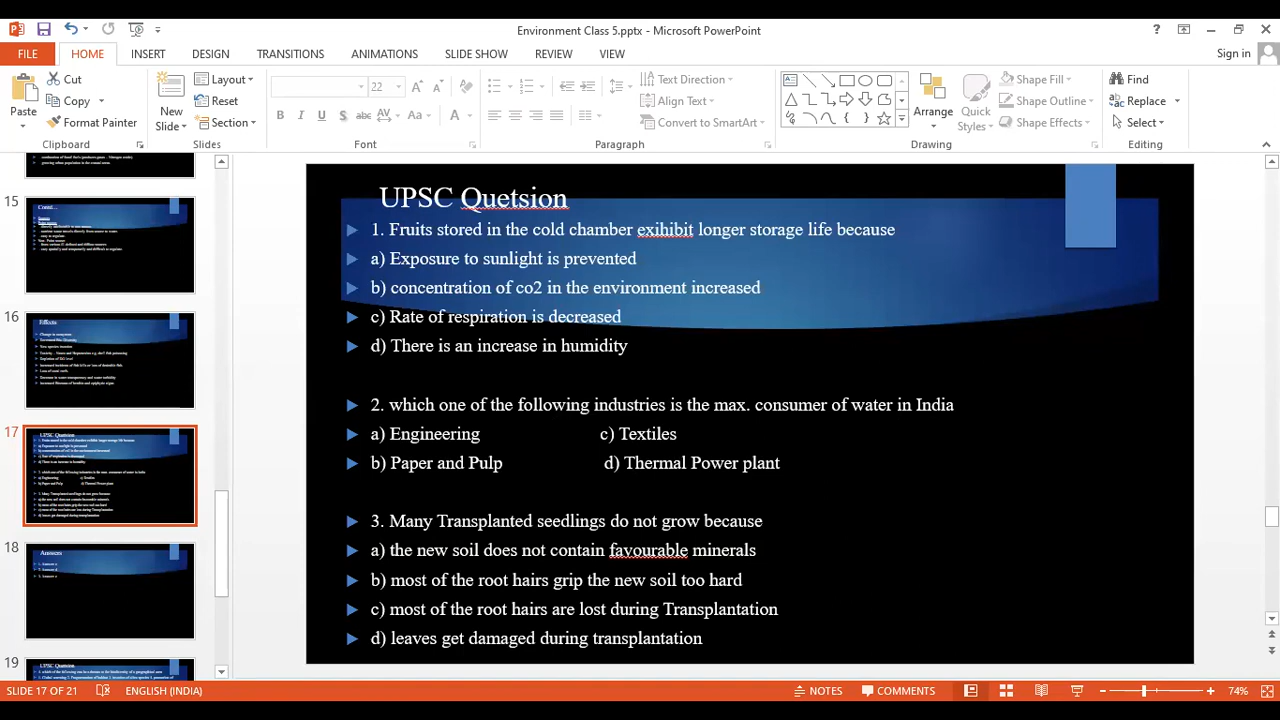 Environment Class 5.pptx - Microsoft PowerPoint
Sign in
FILE HOME INSERT DESIGN TRANSITIONS ANIMATIONS SLIDE SHOW REVIEW VIEW
Paste
Cut
Copy
Format Painter
Clipboard
New Slide
Layout
Reset
Section
Slides
22
Font
Text Direction
Align Text
Convert to SmartArt
Paragraph
Arrange
Quick Styles
Shape Fill
Shape Outline
Shape Effects
Drawing
Find
Replace
Select
Editing
15
Contd...
16
Effects
17
UPSC Quetsion
18
Answers
19
UPSC Quetsion
UPSC Quetsion
1. Fruits stored in the cold chamber exihibit longer storage life because
a) Exposure to sunlight is prevented
b) concentration of co2 in the environment increased
c) Rate of respiration is decreased
d) There is an increase in humidity
2. which one of the following industries is the max. consumer of water in India
a) Engineering c) Textiles
b) Paper and Pulp d) Thermal Power plant
3. Many Transplanted seedlings do not grow because
a) the new soil does not contain favourable minerals
b) most of the root hairs grip the new soil too hard
c) most of the root hairs are lost during Transplantation
d) leaves get damaged during transplantation
SLIDE 17 OF 21 ENGLISH (INDIA) NOTES COMMENTS 74%